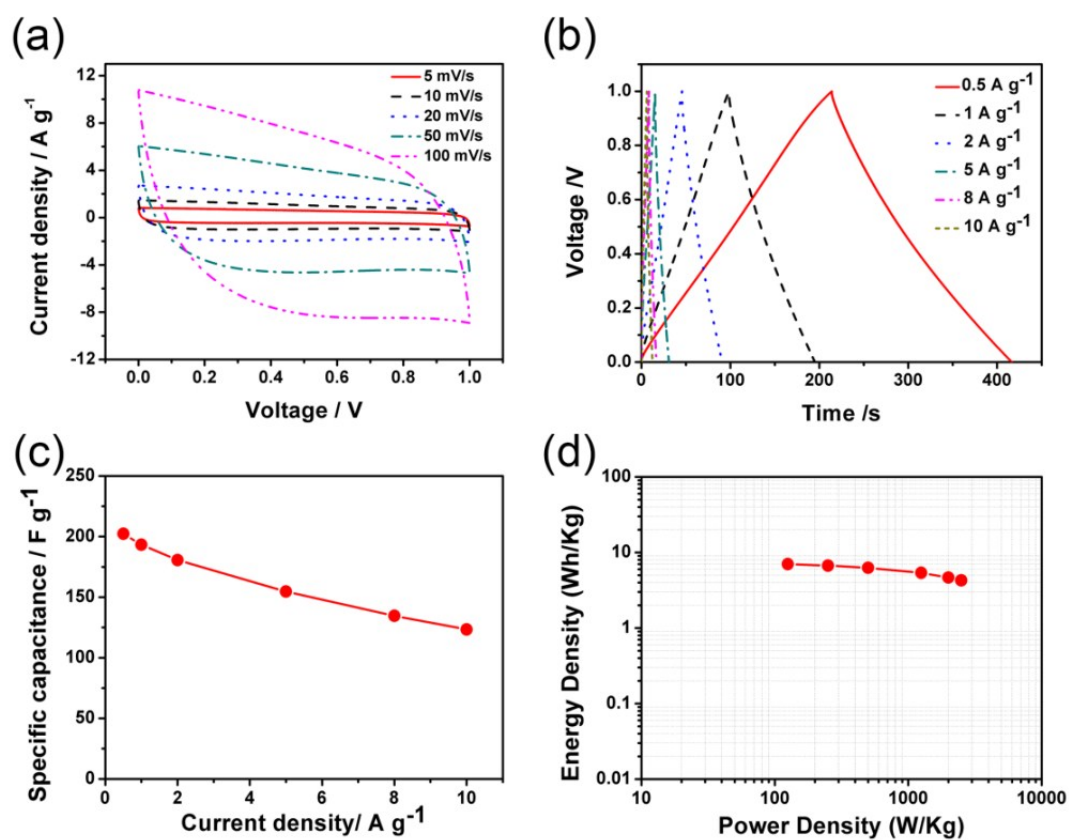 (a)
12
8
4
0
-4
-8
-12
0.0 0.2 0.4 0.6 0.8 1.0
Current density / A g-1
Voltage / V
5 mV/s
10 mV/s
20 mV/s
50 mV/s
100 mV/s
(b)
1.0
0.8
0.6
0.4
0.2
0.0
0 100 200 300 400
Voltage /V
Time /s
0.5 A g-1
1 A g-1
2 A g-1
5 A g-1
8 A g-1
10 A g-1
(c)
250
200
150
100
50
0
0 2 4 6 8 10
Specific capacitance / F g-1
Current density/ A g-1
(d)
100
10
1
0.1
0.01
10 100 1000 10000
Energy Density (Wh/Kg)
Power Density (W/Kg)